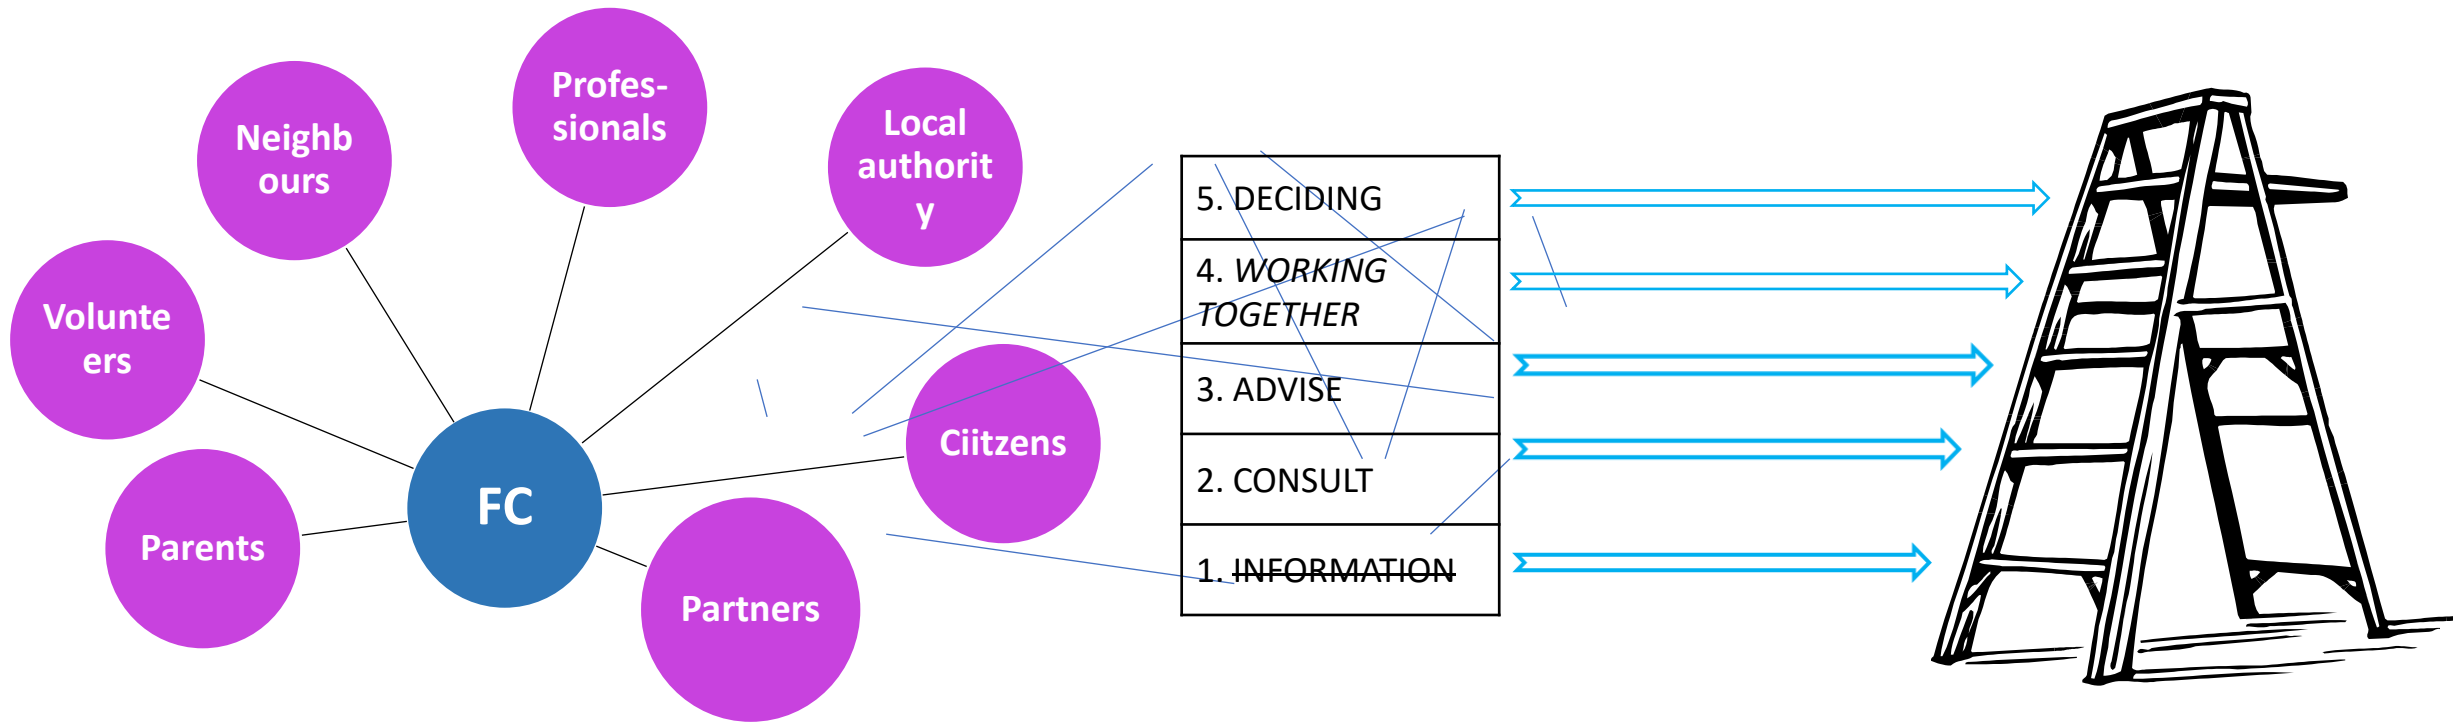 Profes-
sionals
Neighb
ours
Local
authorit
y
Volunte
ers
Parents
FC
Ciitzens
Partners
5. DECIDING
4. WORKING
TOGETHER
3. ADVISE
2. CONSULT
1. INFORMATION